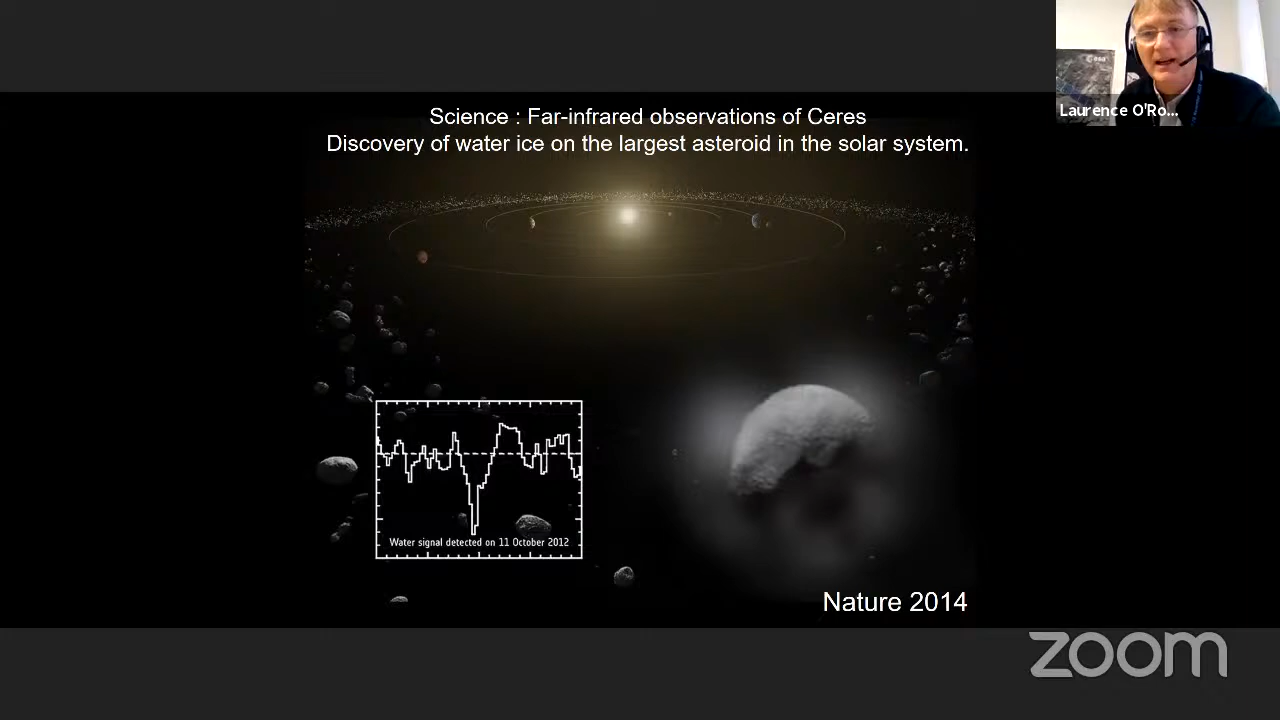 esa
Laurence O'Ro...
Science : Far-infrared observations of Ceres
Discovery of water ice on the largest asteroid in the solar system.
Water signal detected on 11 October 2012
Nature 2014
zoom